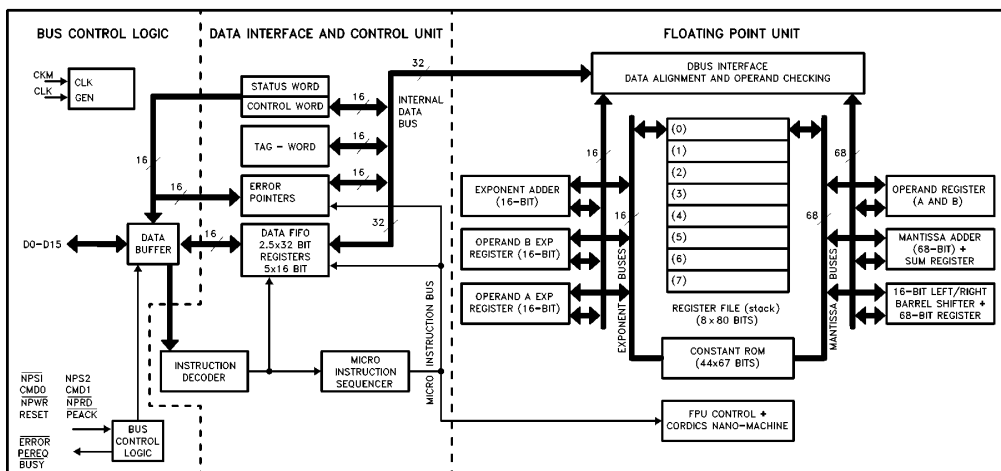 BUS CONTROL LOGIC
DATA INTERFACE AND CONTROL UNIT
FLOATING POINT UNIT
CKM
CLK
CLK
GEN
STATUS WORD
CONTROL WORD
16
TAG - WORD
16
ERROR
POINTERS
16
16
16
32
INTERNAL
DATA
BUS
32
D0-D15
DATA
BUFFER
16
DATA FIFO
2.5x32 BIT
REGISTERS
5x16 BIT
INSTRUCTION
DECODER
MICRO
INSTRUCTION
SEQUENCER
MICRO INSTRUCTION BUS
NPS1 NPS2
CMD0 CMD1
NPWR NPRD
RESET PEACK
ERROR
PEREQ
BUSY
BUS
CONTROL
LOGIC
DBUS INTERFACE
DATA ALIGNMENT AND OPERAND CHECKING
16
68
(0)
(1)
(2)
(3)
(4)
(5)
(6)
(7)
EXPONENT ADDER
(16-BIT)
16
68
OPERAND REGISTER
(A AND B)
OPERAND B EXP
REGISTER (16-BIT)
MANTISSA ADDER
(68-BIT) +
SUM REGISTER
OPERAND A EXP
REGISTER (16-BIT)
16-BIT LEFT/RIGHT
BARREL SHIFTER +
68-BIT REGISTER
EXPONENT BUSES
MANTISSA BUSES
REGISTER FILE (stack)
(8x80 BITS)
CONSTANT ROM
(44x67 BITS)
FPU CONTROL +
CORDICS NANO-MACHINE